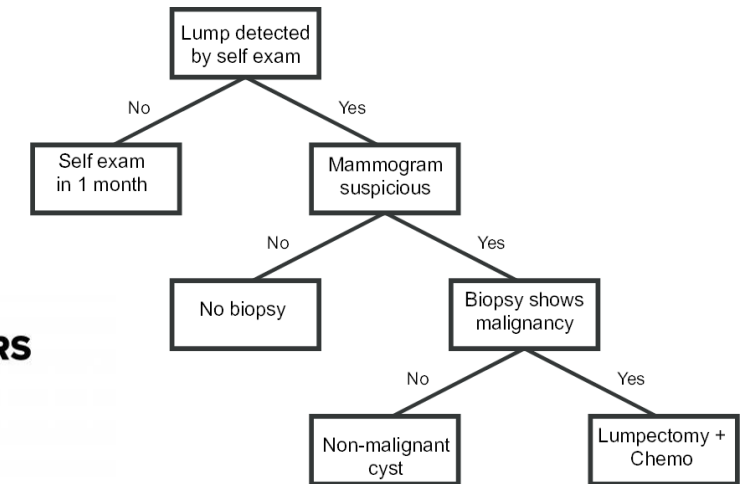 Lump detected
by self exam
No
Yes
Self exam
in 1 month
Mammogram
suspicious
No
Yes
No biopsy
Biopsy shows
malignancy
RS
No
Yes
Non-malignant
cyst
Lumpectomy +
Chemo